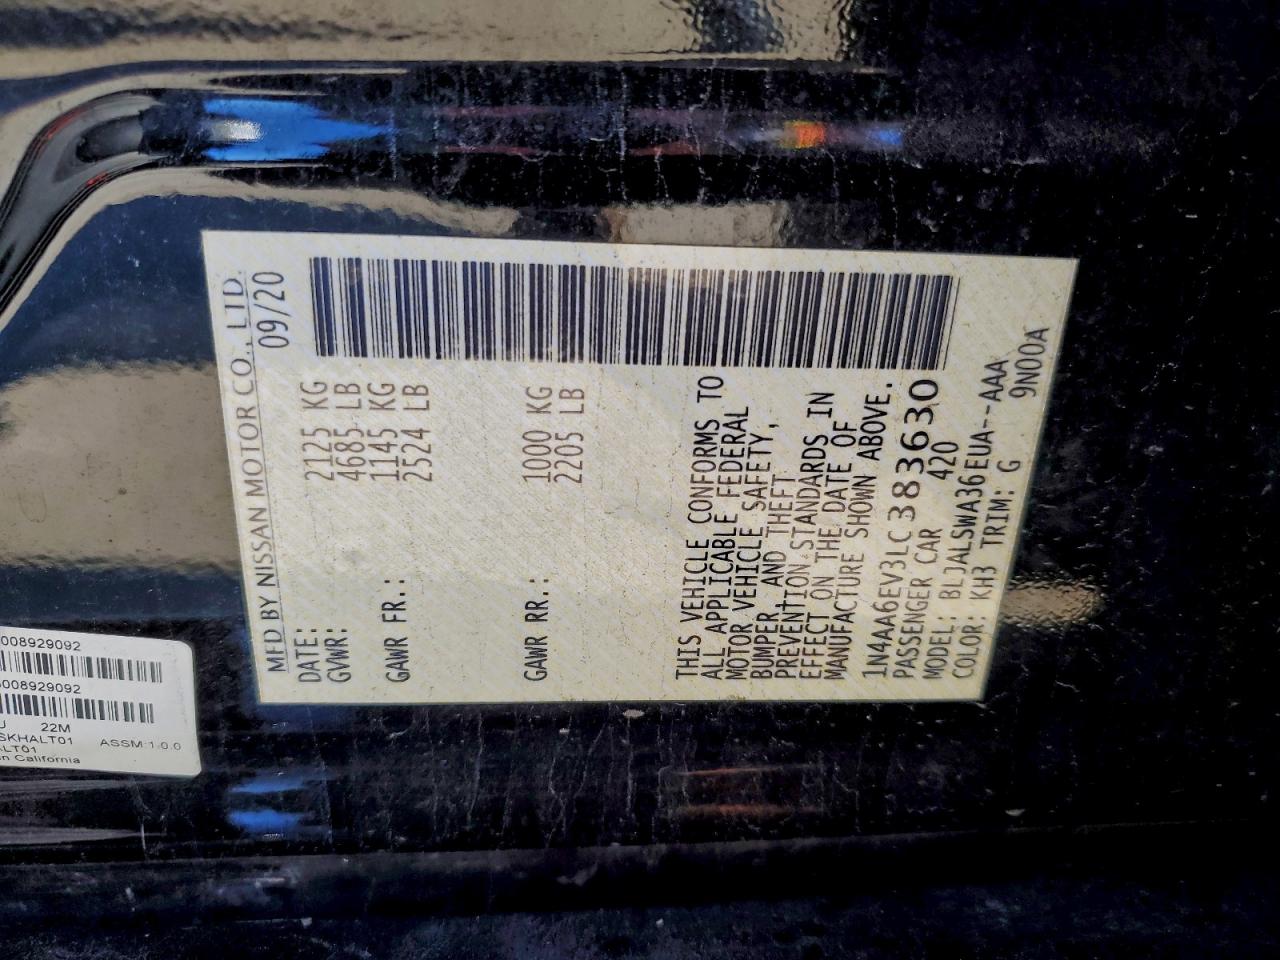 MFD BY NISSAN MOTOR CO., LTD.
DATE: 09/20
GVWR: 2125 KG
4685 LB
GAWR FR.: 1145 KG
2524 LB
GAWR RR.: 1000 KG
2205 LB
THIS VEHICLE CONFORMS TO
ALL APPLICABLE FEDERAL
MOTOR VEHICLE SAFETY,
BUMPER, AND THEFT
PREVENTION STANDARDS IN
EFFECT ON THE DATE OF
MANUFACTURE SHOWN ABOVE.
1N4AA6EV3LC383630
PASSENGER CAR 420
MODEL: BLJALSWA36EUA--AAA
COLOR: KH3 TRIM: G 9N00A
008929092
008929092
22M
SKHALT01 ASSM:1.0.0
ALT01
in California